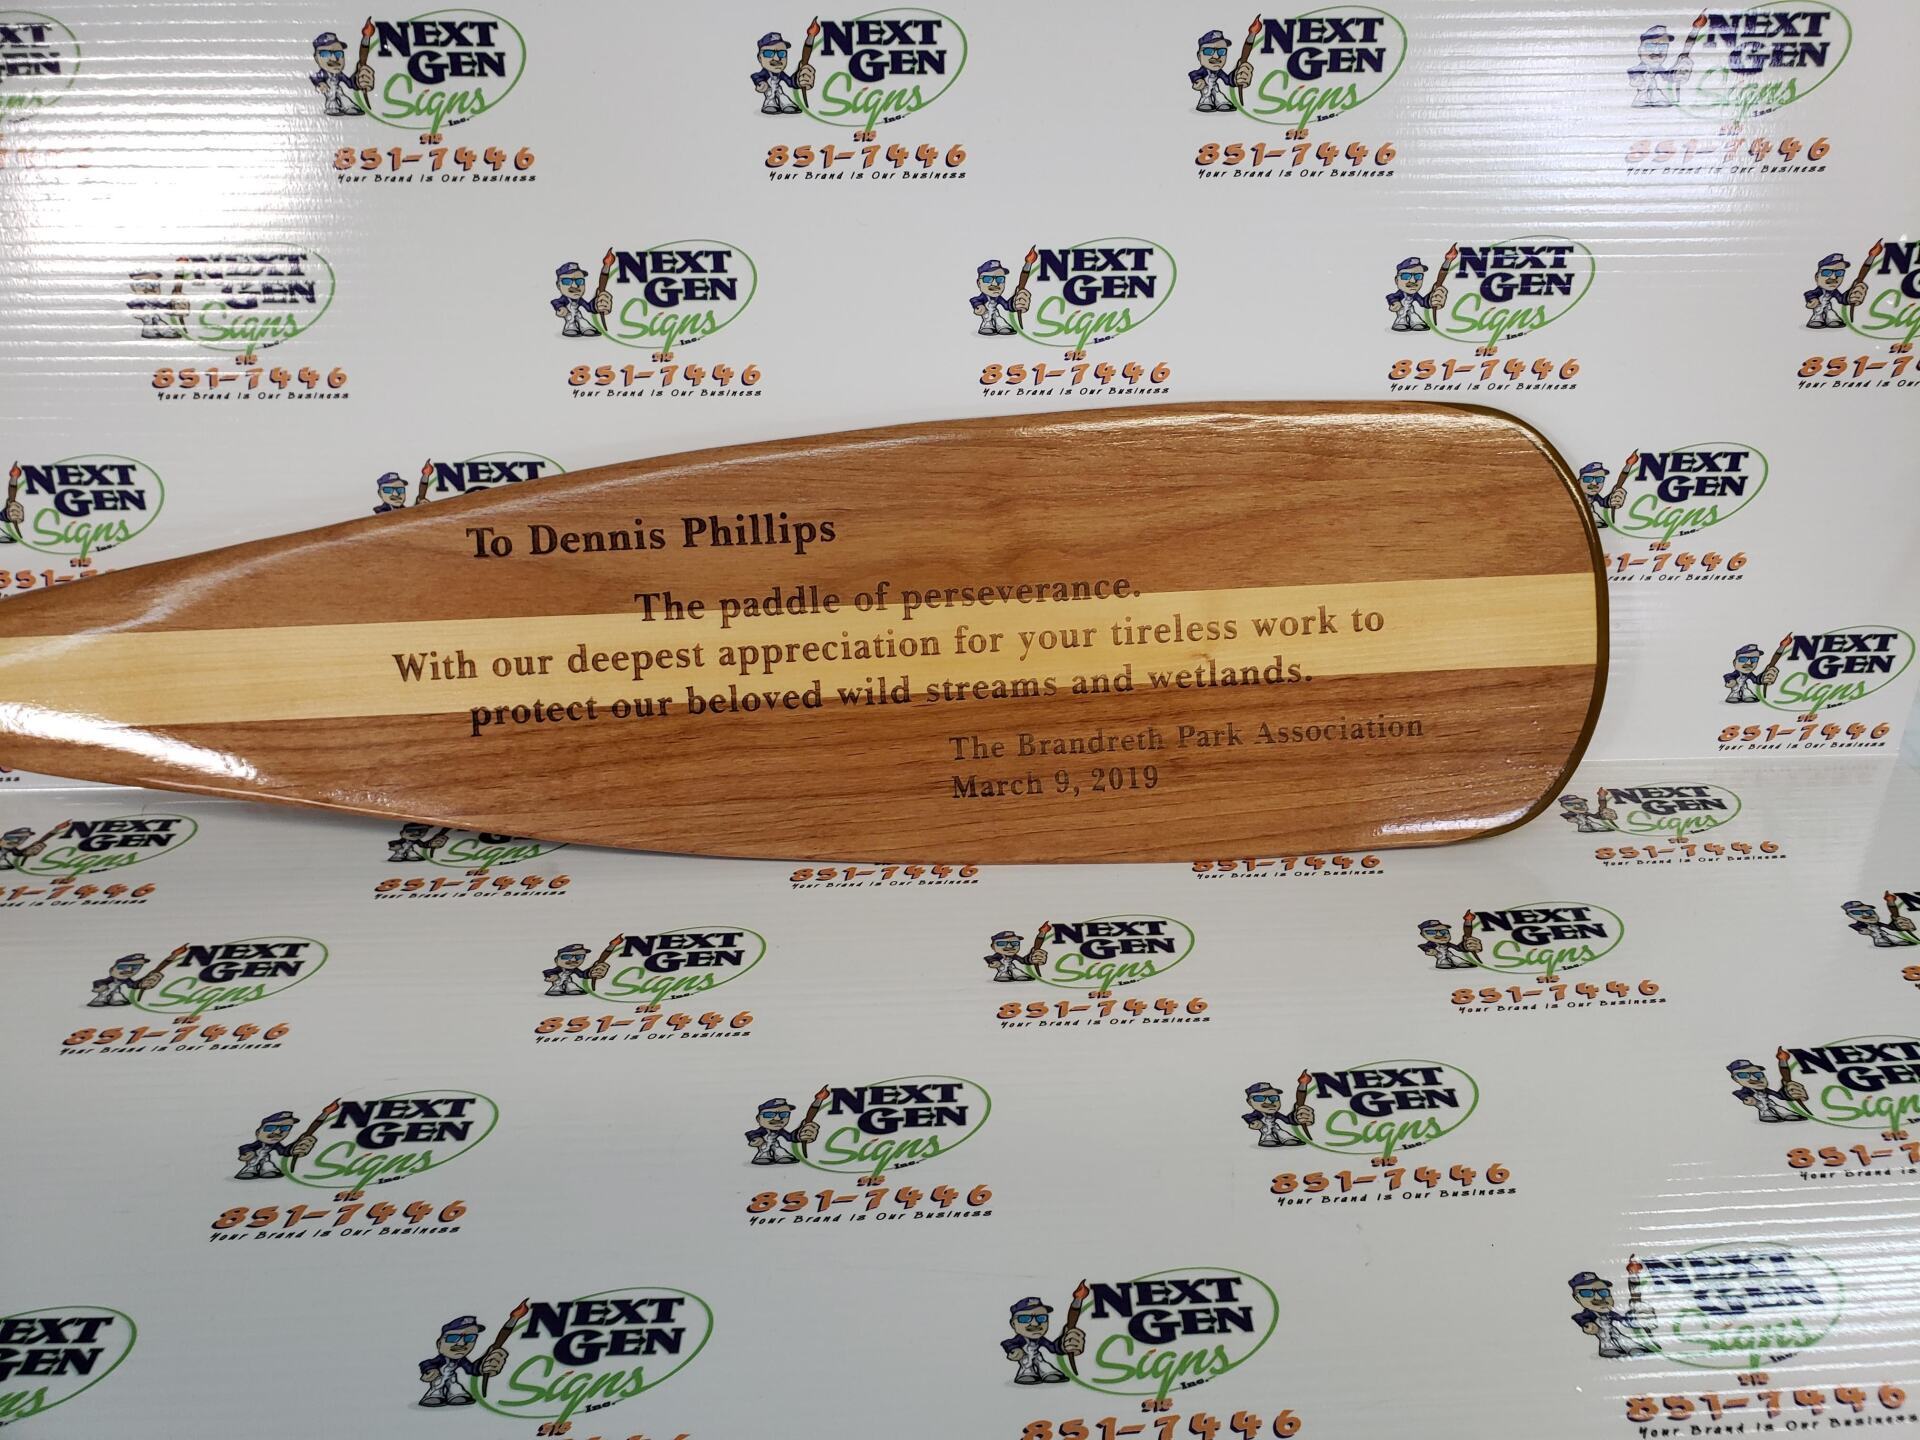 To Dennis Phillips
The paddle of perseverance.
With our deepest appreciation for your tireless work to
protect our beloved wild streams and wetlands.
The Brandreth Park Association
March 9, 2019
NEXT
GEN
Signs
Inc.
518
851-7446
Your Brand Is Our Business